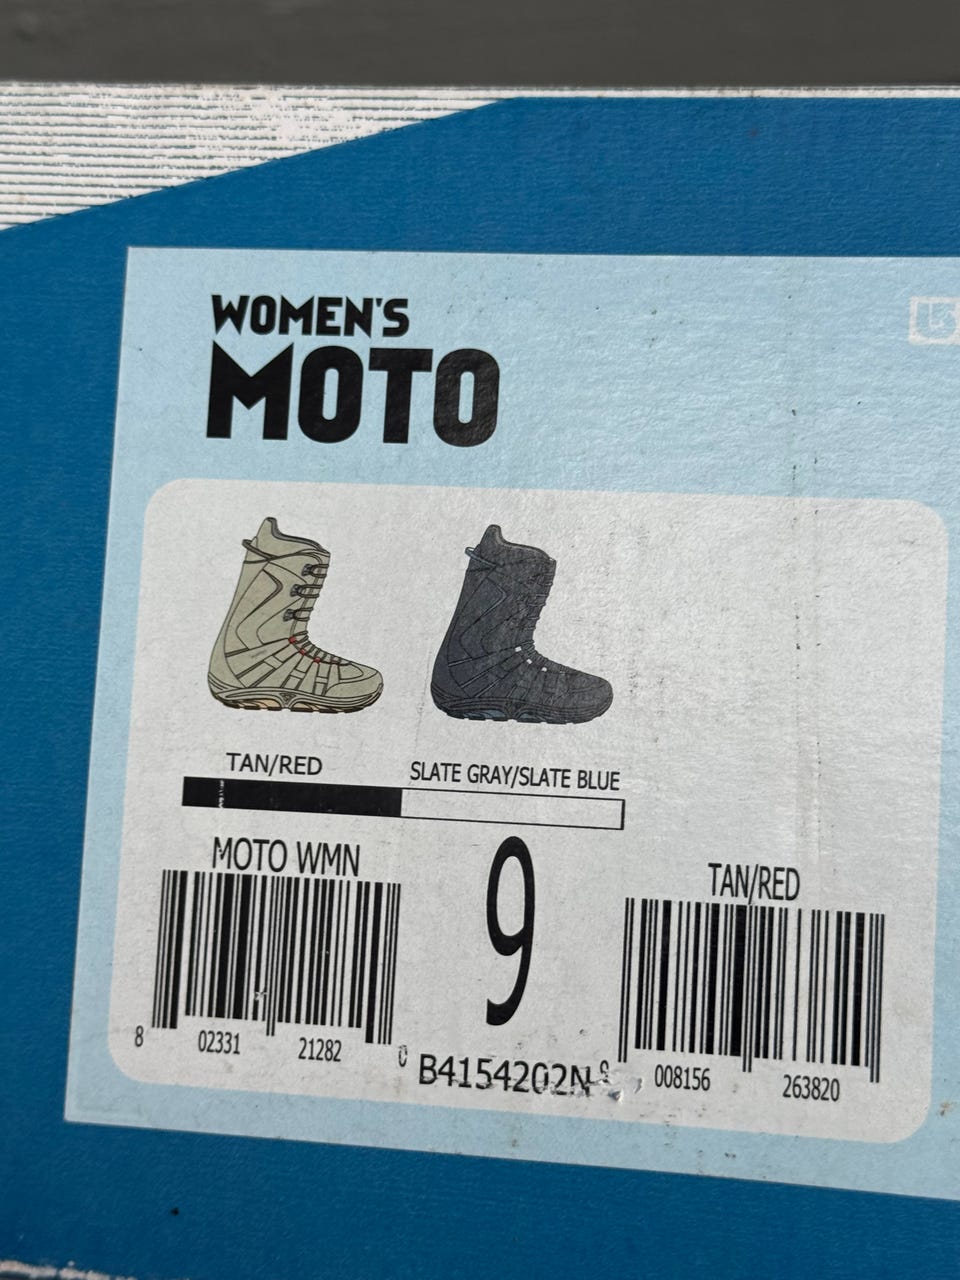 WOMEN'S
MOTO
TAN/RED
SLATE GRAY/SLATE BLUE
MOTO WMN
9
TAN/RED
8 02331 21282 0
B4154202N
008156 263820